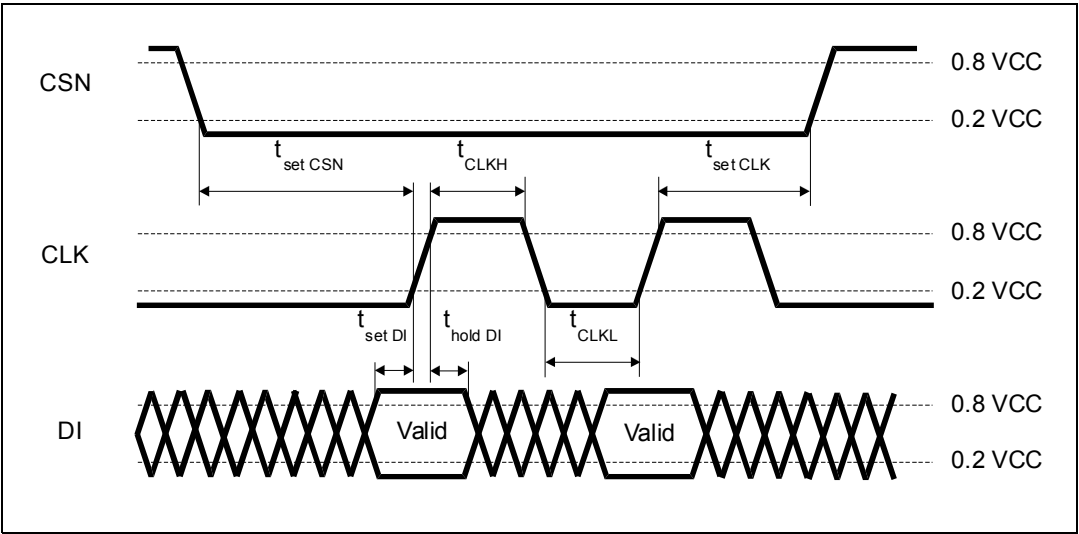 CSN
0.8 VCC
0.2 VCC
t set CSN
t CLKH
t set CLK
CLK
0.8 VCC
0.2 VCC
t set DI
t hold DI
t CLKL
DI
Valid
Valid
0.8 VCC
0.2 VCC